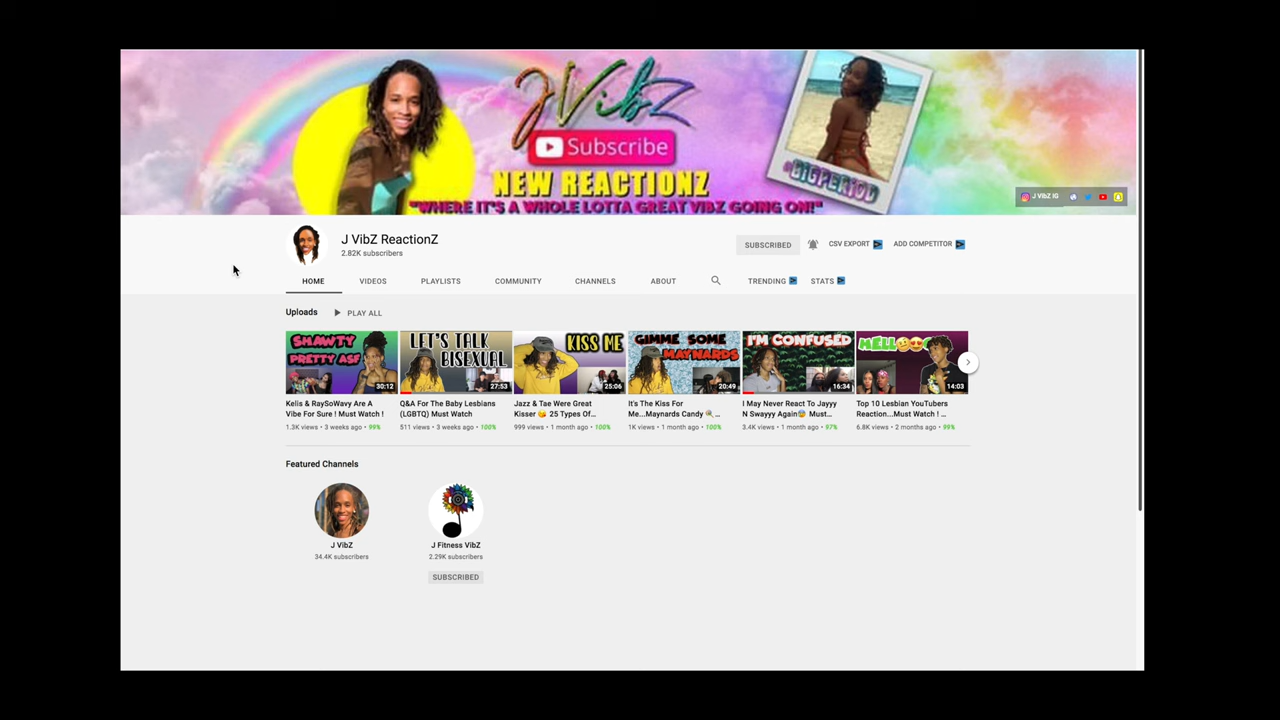 JVibZ
Subscribe
NEW REACTIONZ
"WHERE IT'S A WHOLE LOTTA GREAT VIBZ GOING ON!"
#BIGPERIOD
J VibZ IG
J VibZ ReactionZ
2.82K subscribers
SUBSCRIBED
CSV EXPORT
ADD COMPETITOR
HOME
VIDEOS
PLAYLISTS
COMMUNITY
CHANNELS
ABOUT
TRENDING
STATS
Uploads
PLAY ALL
SHAWTY
PRETTY ASF
30:12
LET'S TALK
BISEXUAL
27:53
KISS ME
25:06
GIMME SOME
MAYNARDS
20:49
I'M CONFUSED
16:34
HELLO
14:03
Kelis & RaySoWavy Are A
Vibe For Sure ! Must Watch !
1.3K views • 3 weeks ago • 99%
Q&A For The Baby Lesbians
(LGBTQ) Must Watch
511 views • 3 weeks ago • 100%
Jazz & Tae Were Great
Kisser 😘 25 Types Of...
999 views • 1 month ago • 100%
It's The Kiss For
Me...Maynards Candy 🍭...
1K views • 1 month ago • 100%
I May Never React To Jayyy
N Swayyy Again😰 Must...
3.4K views • 1 month ago • 97%
Top 10 Lesbian YouTubers
Reaction...Must Watch ! ...
6.8K views • 2 months ago • 99%
Featured Channels
J VibZ
34.4K subscribers
J Fitness VibZ
2.29K subscribers
SUBSCRIBED